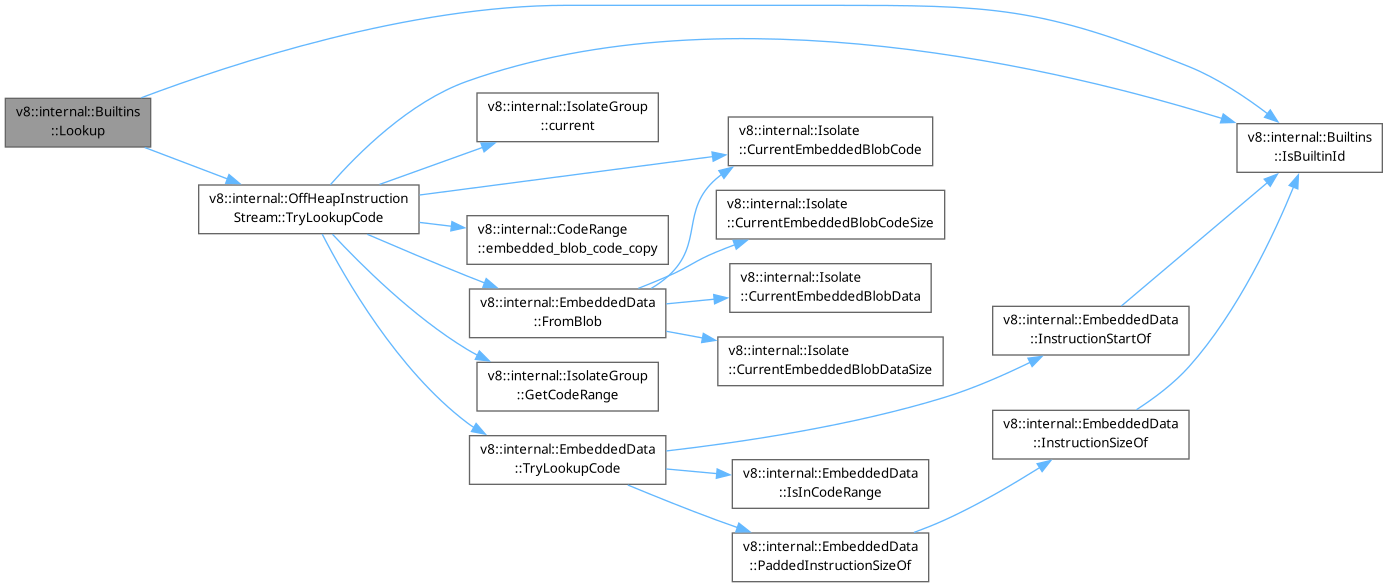 v8::internal::Builtins
::Lookup
v8::internal::OffHeapInstruction
Stream::TryLookupCode
v8::internal::IsolateGroup
::current
v8::internal::CodeRange
::embedded_blob_code_copy
v8::internal::EmbeddedData
::FromBlob
v8::internal::IsolateGroup
::GetCodeRange
v8::internal::EmbeddedData
::TryLookupCode
v8::internal::Isolate
::CurrentEmbeddedBlobCode
v8::internal::Isolate
::CurrentEmbeddedBlobCodeSize
v8::internal::Isolate
::CurrentEmbeddedBlobData
v8::internal::Isolate
::CurrentEmbeddedBlobDataSize
v8::internal::EmbeddedData
::IsInCodeRange
v8::internal::EmbeddedData
::PaddedInstructionSizeOf
v8::internal::EmbeddedData
::InstructionStartOf
v8::internal::EmbeddedData
::InstructionSizeOf
v8::internal::Builtins
::IsBuiltinId